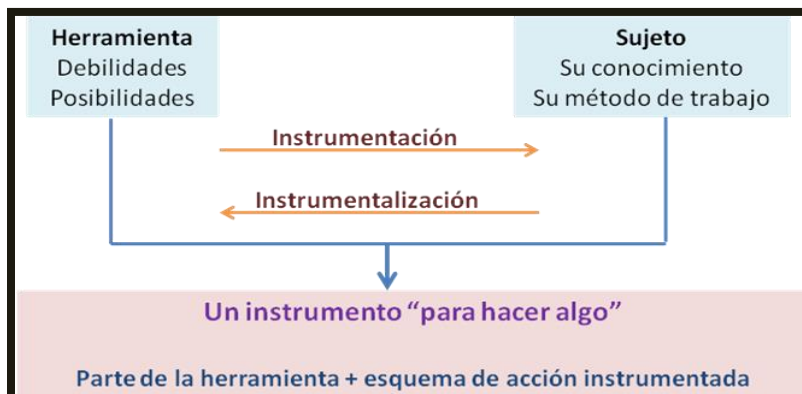 Herramienta
Debilidades
Posibilidades
Sujeto
Su conocimiento
Su método de trabajo
Instrumentación
Instrumentalización
Un instrumento “para hacer algo”
Parte de la herramienta + esquema de acción instrumentada